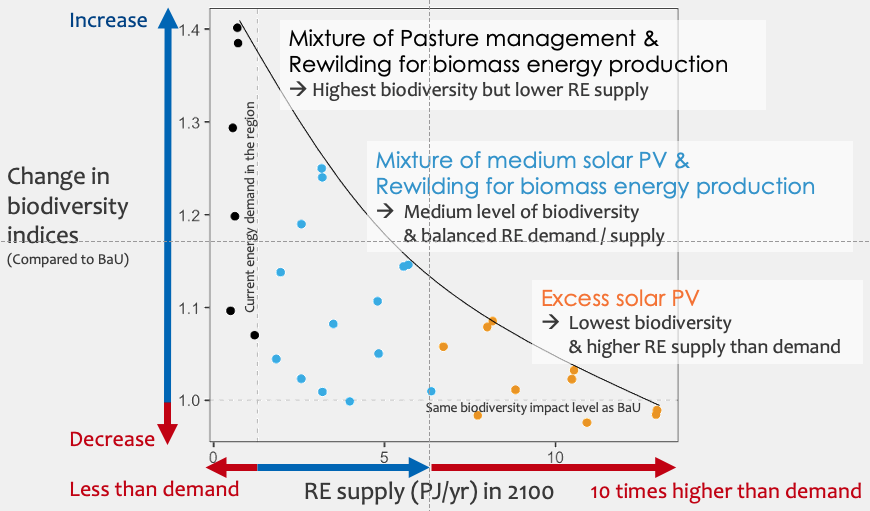 Increase
1.4
Mixture of Pasture management &
Rewilding for biomass energy production
→ Highest biodiversity but lower RE supply
1.3
Current energy demand in the region
Mixture of medium solar PV &
Rewilding for biomass energy production
→ Medium level of biodiversity
& balanced RE demand / supply
Change in
biodiversity
indices
(Compared to BaU)
1.2
1.1
Excess solar PV
→ Lowest biodiversity
& higher RE supply than demand
1.0
Same biodiversity impact level as BaU
Decrease
0
5
10
Less than demand
RE supply (PJ/yr) in 2100
10 times higher than demand